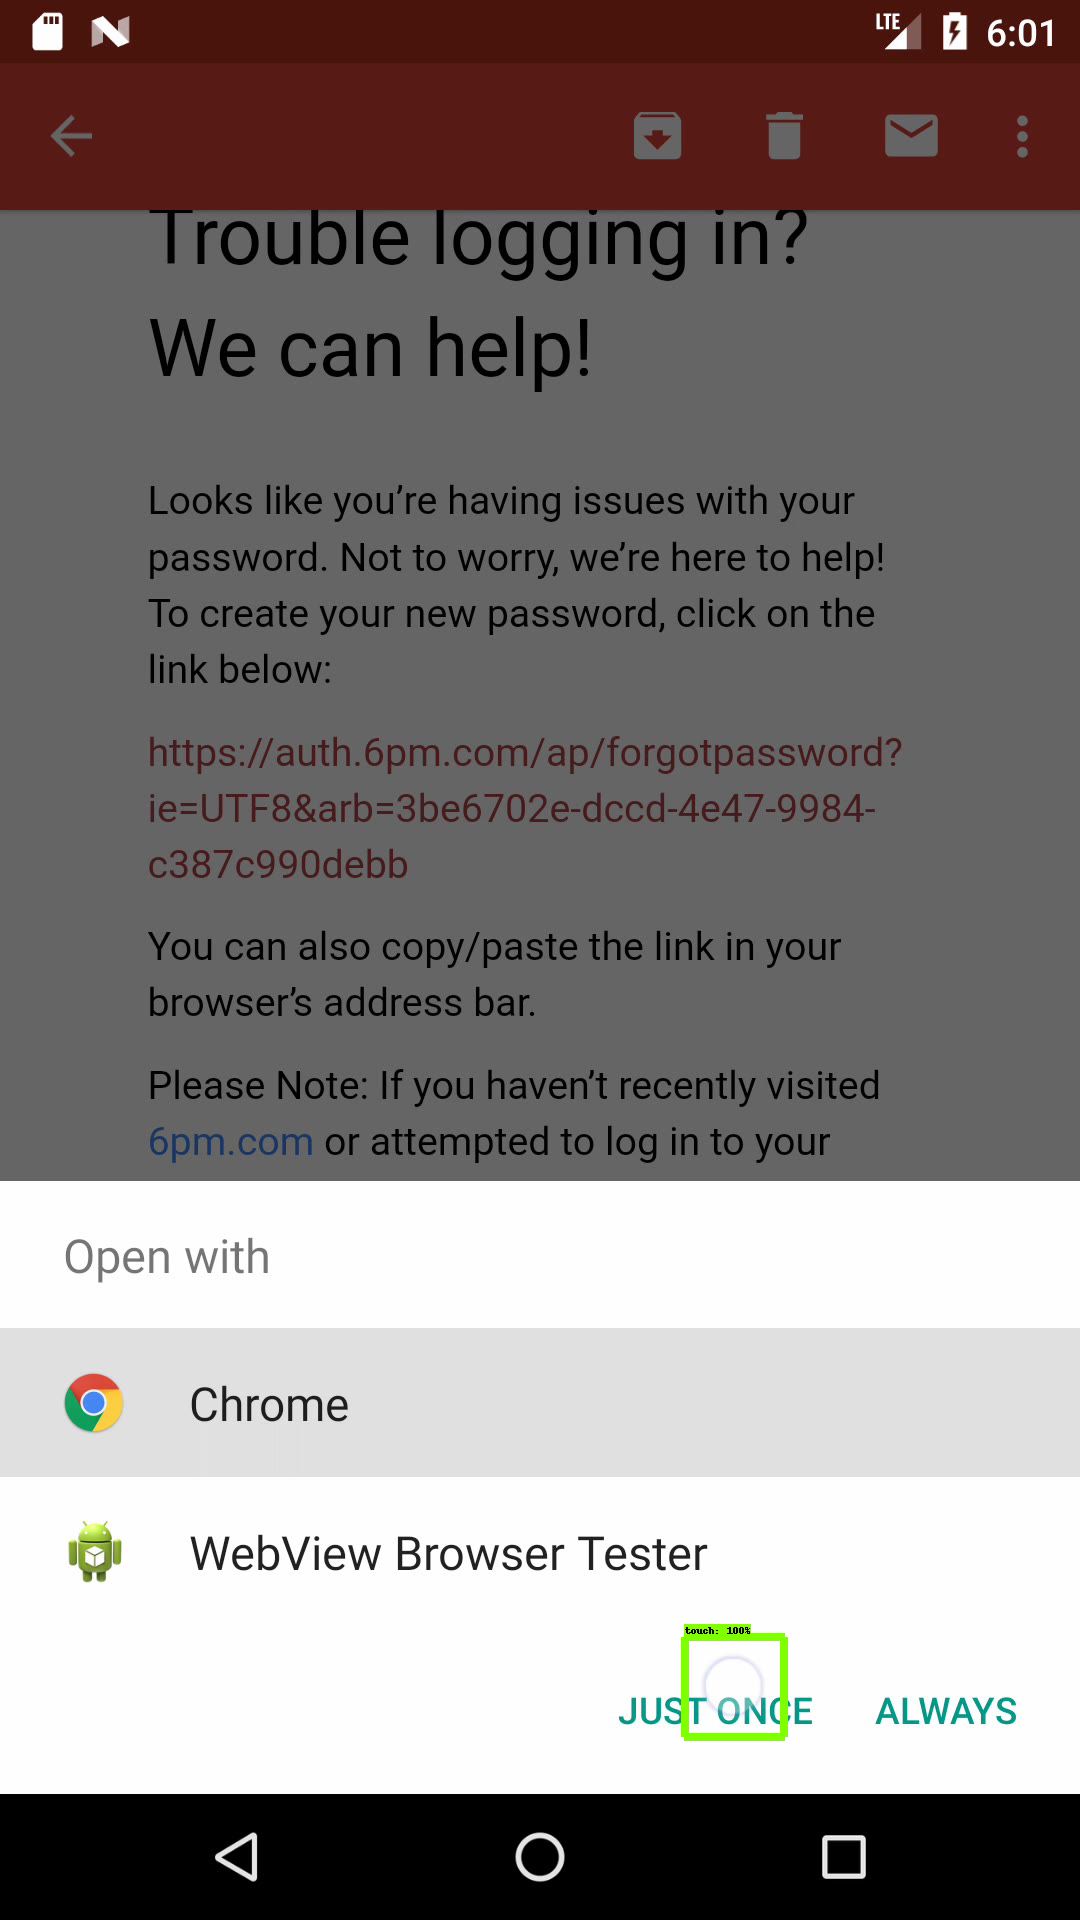 LTE 6:01
Trouble logging in?
We can help!
Looks like you’re having issues with your
password. Not to worry, we’re here to help!
To create your new password, click on the
link below:
https://auth.6pm.com/ap/forgotpassword?
ie=UTF8&arb=3be6702e-dccd-4e47-9984-
c387c990debb
You can also copy/paste the link in your
browser’s address bar.
Please Note: If you haven’t recently visited
6pm.com or attempted to log in to your
Open with
Chrome
WebView Browser Tester
touch: 100%
JUST ONCE ALWAYS